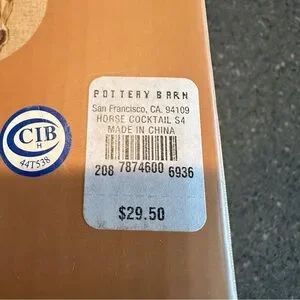 POTTERY BARN
San Francisco, CA. 94109
HORSE COCKTAIL S4
MADE IN CHINA
208 7874600 6936
$29.50
CIB
H
44T538